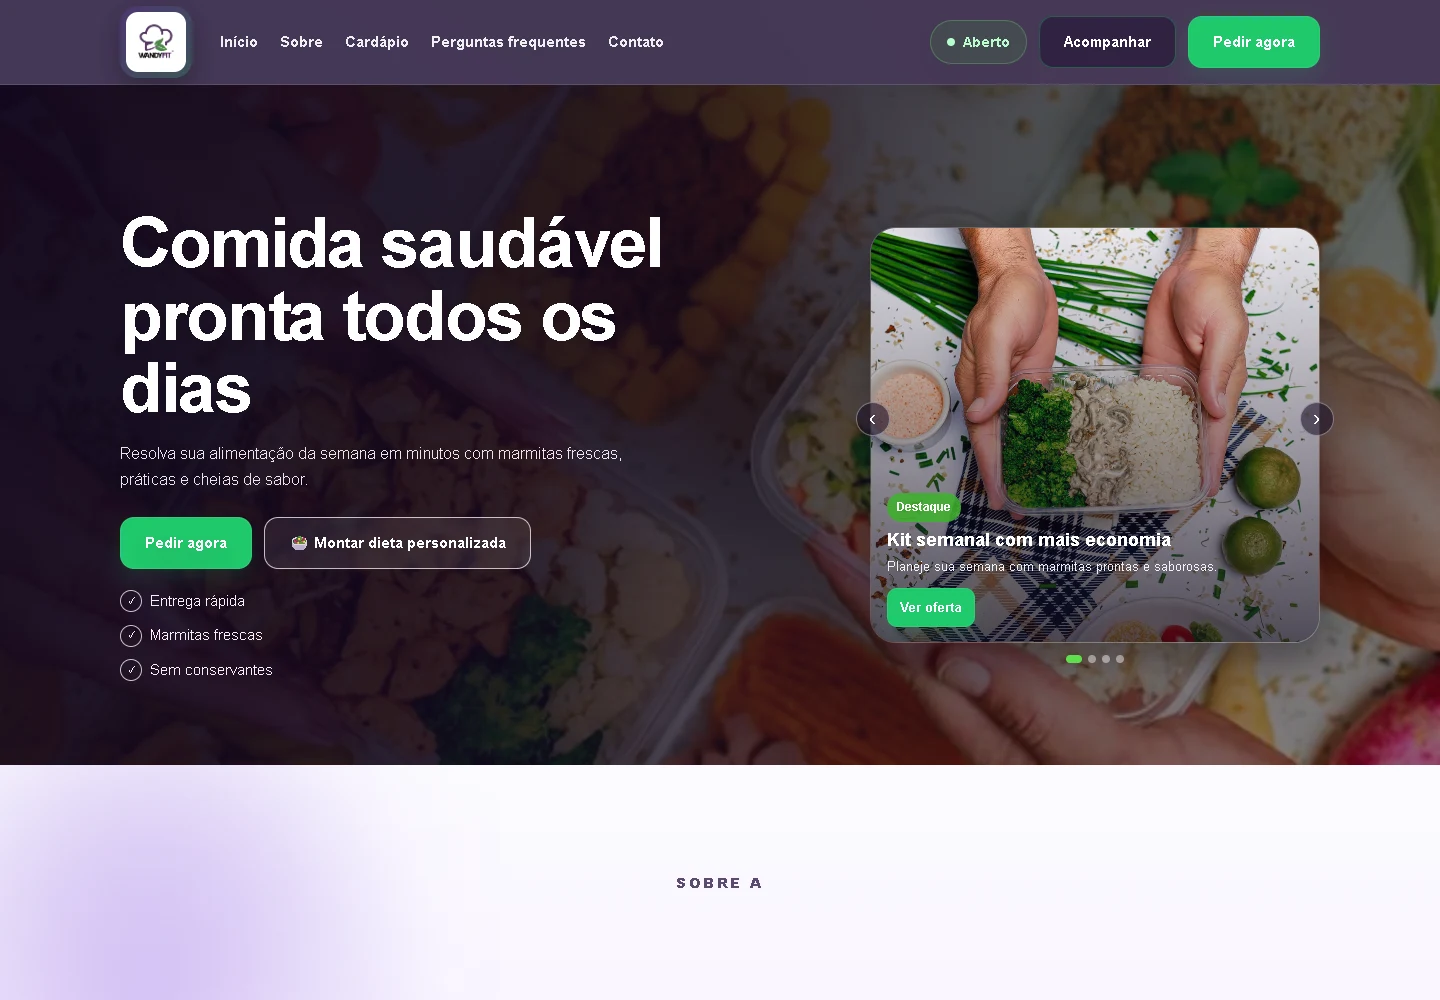 WANDYFIT
Início
Sobre
Cardápio
Perguntas frequentes
Contato
Aberto
Acompanhar
Pedir agora
Comida saudável
pronta todos os
dias
Resolva sua alimentação da semana em minutos com marmitas frescas,
práticas e cheias de sabor.
Pedir agora
Montar dieta personalizada
Entrega rápida
Marmitas frescas
Sem conservantes
Destaque
Kit semanal com mais economia
Planeje sua semana com marmitas prontas e saborosas.
Ver oferta
SOBRE A